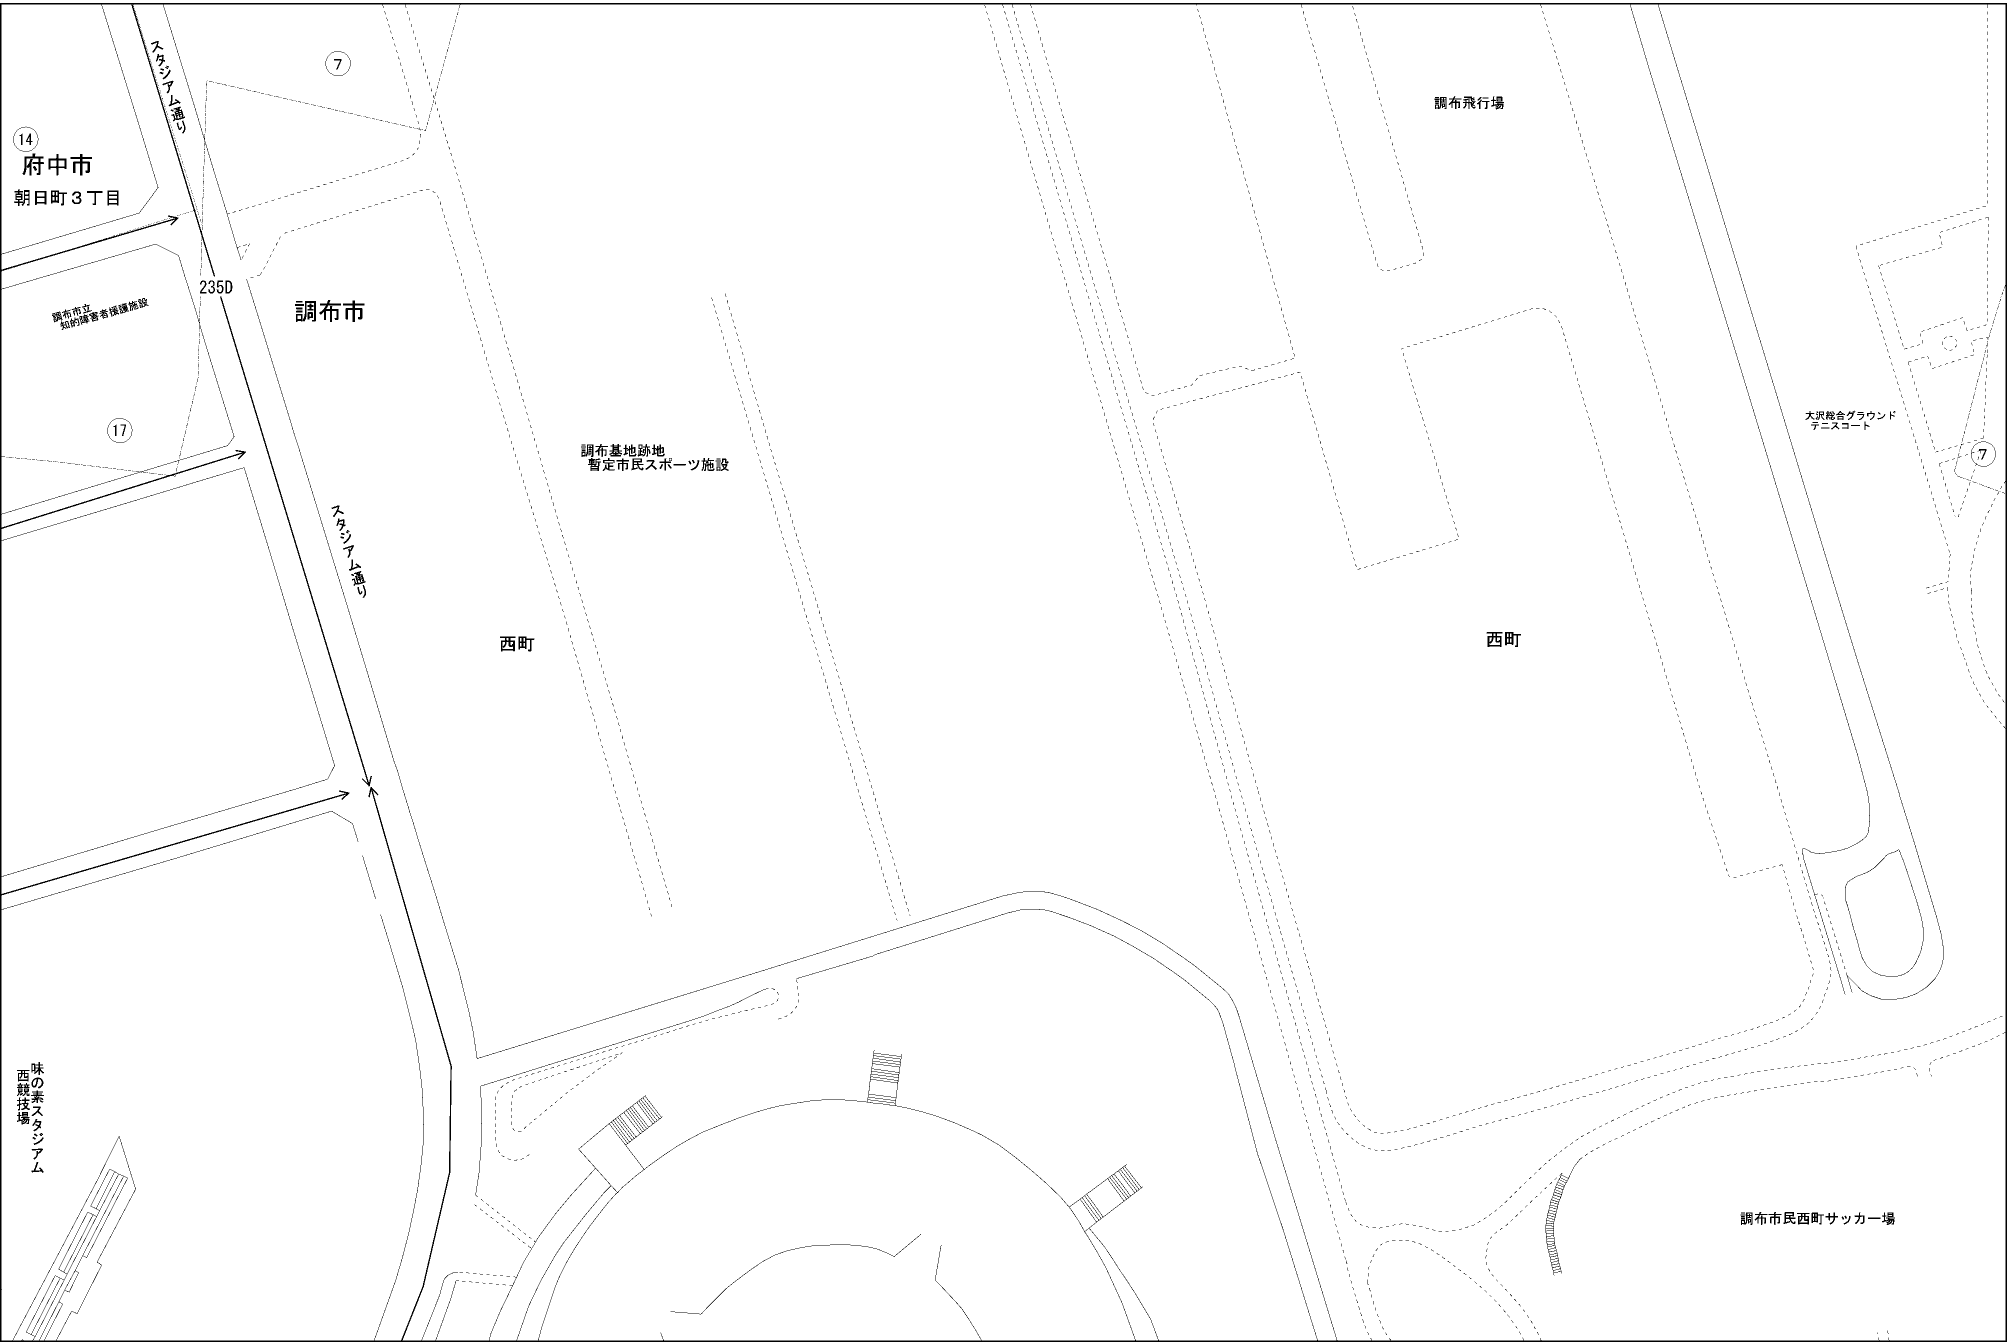 スタジアム通り
⑦
調布飛行場
⑭
府中市
朝日町3丁目
235D
調布市立
知的障害者援護施設
調布市
⑰
大沢総合グラウンド
テニスコート
⑦
調布基地跡地
暫定市民スポーツ施設
スタジアム通り
西町
西町
味の素スタジアム
西競技場
調布市民西町サッカー場